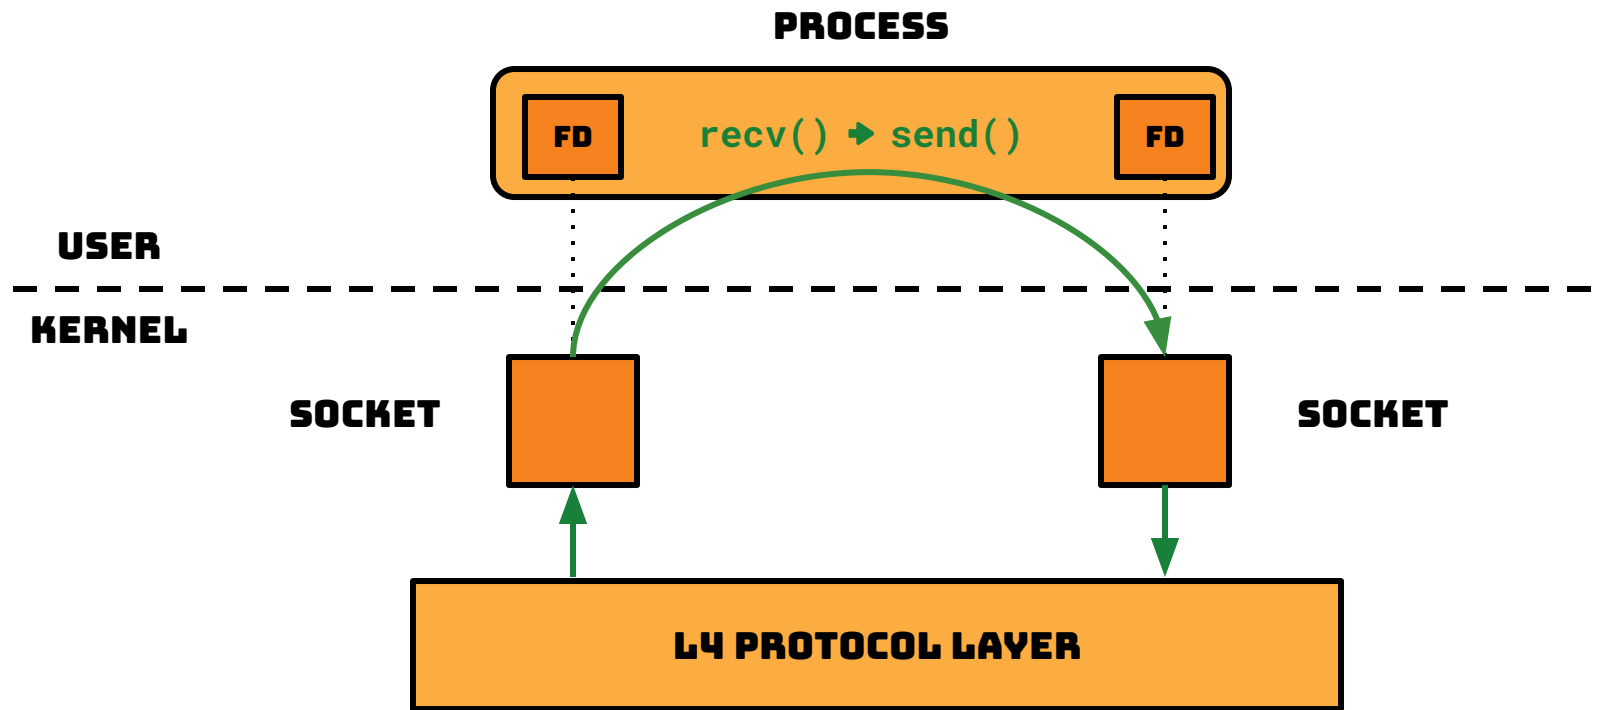 PROCESS
FD
recv() → send()
FD
USER
KERNEL
SOCKET
SOCKET
L4 PROTOCOL LAYER